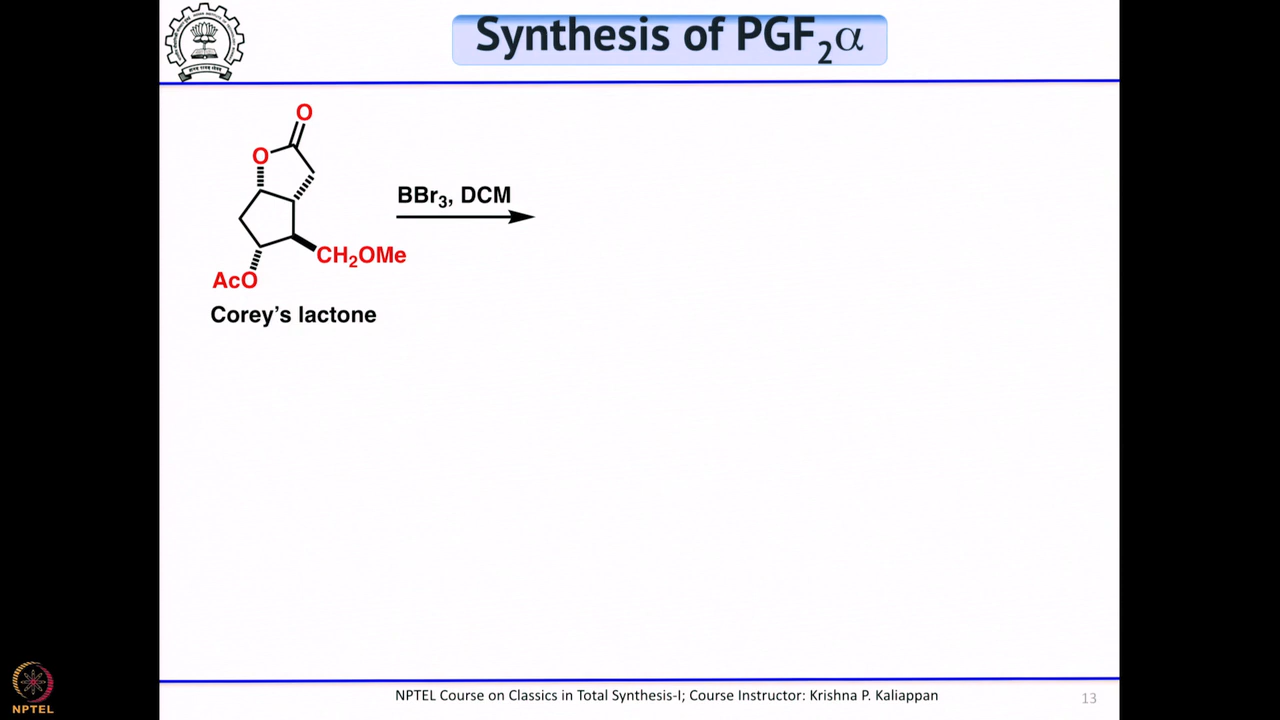 Synthesis of PGF₂α
O
O
BBr₃, DCM
CH₂OMe
AcO
Corey's lactone
NPTEL Course on Classics in Total Synthesis-I; Course Instructor: Krishna P. Kaliappan
13
NPTEL